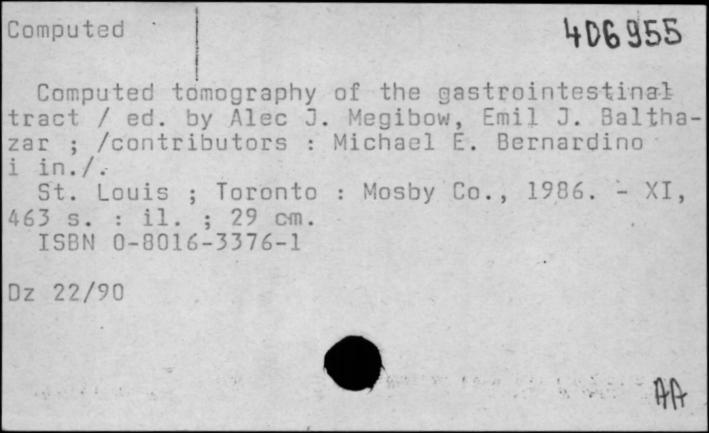 Computed 406955
Computed tomography of the gastrointestinal
tract / ed. by Alec J. Megibow, Emil J. Baltha-
zar ; /contributors : Michael E. Bernardino
i in./.
St. Louis ; Toronto : Mosby Co., 1986. - XI,
463 s. : il. ; 29 cm.
ISBN 0-8016-3376-1
Dz 22/90
AA